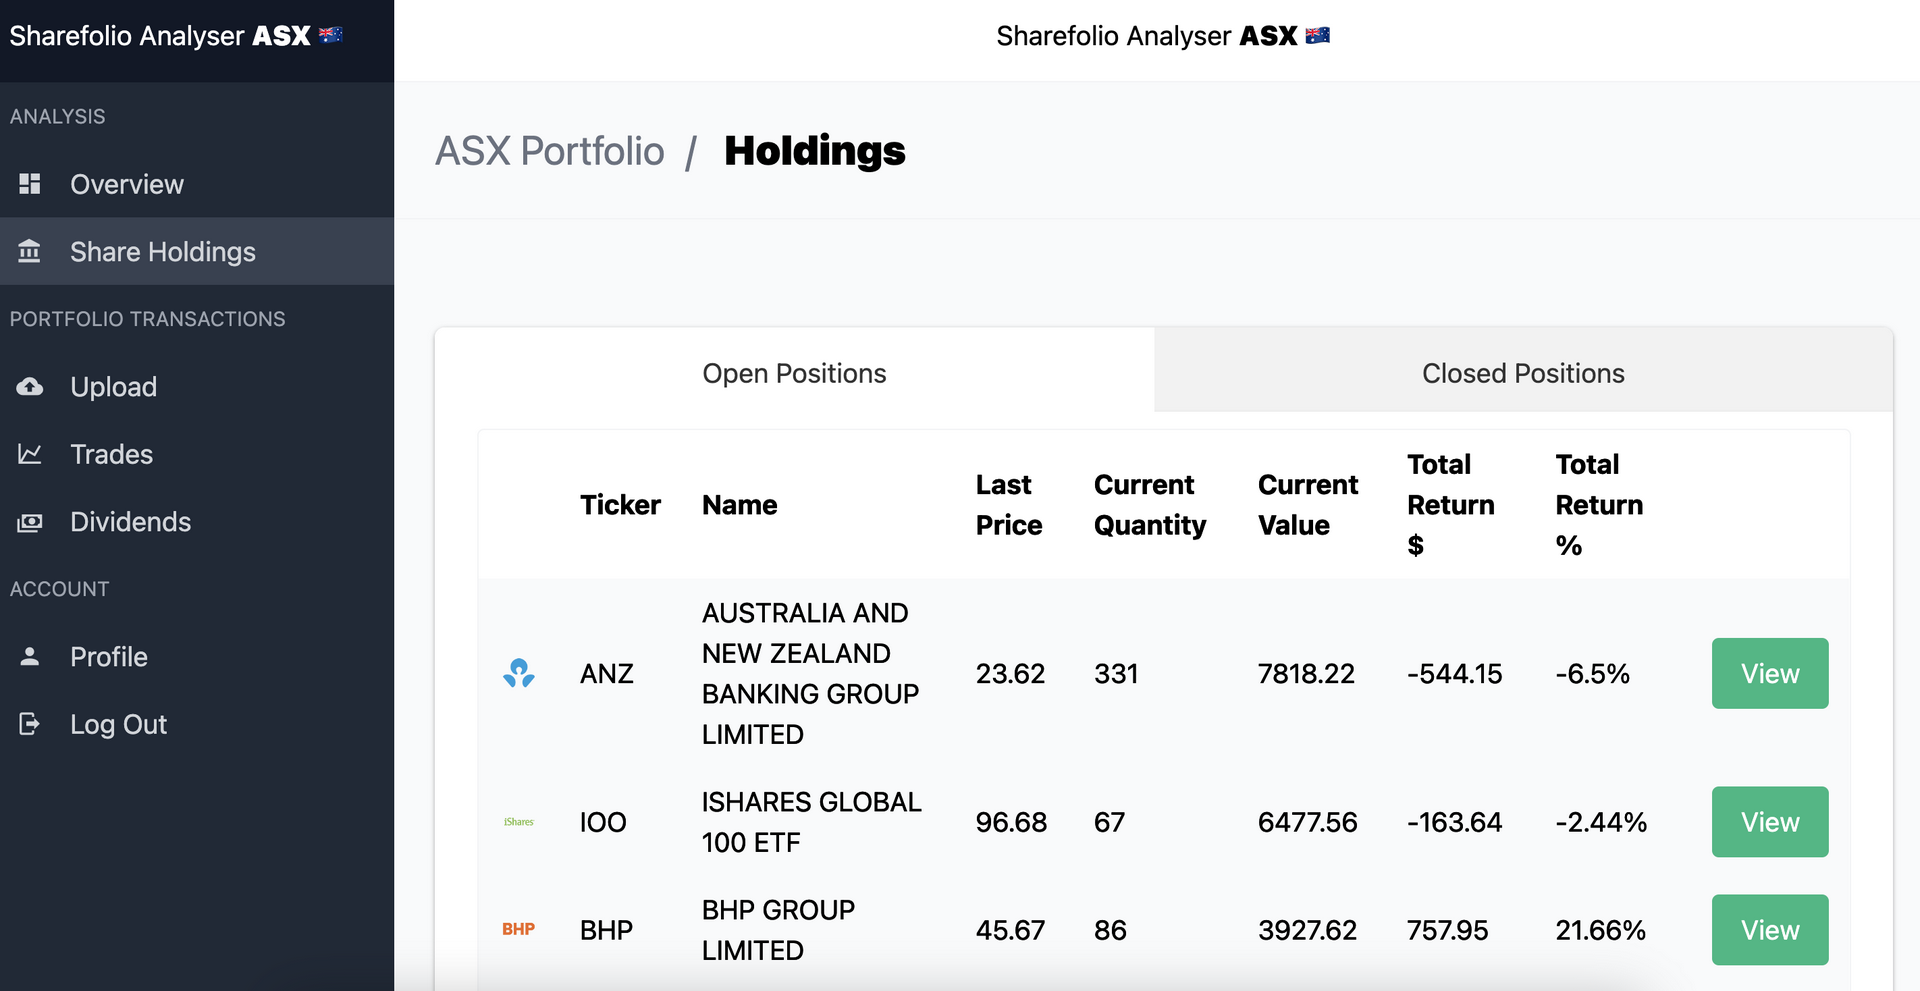 Sharefolio Analyser ASX 🇦🇺
Sharefolio Analyser ASX 🇦🇺
ANALYSIS
Overview
Share Holdings
PORTFOLIO TRANSACTIONS
Upload
Trades
Dividends
ACCOUNT
Profile
Log Out
ASX Portfolio / Holdings
Open Positions
Closed Positions
Ticker
Name
Last
Price
Current
Quantity
Current
Value
Total
Return
$
Total
Return
%
ANZ
AUSTRALIA AND
NEW ZEALAND
BANKING GROUP
LIMITED
23.62
331
7818.22
-544.15
-6.5%
View
iShares
IOO
ISHARES GLOBAL
100 ETF
96.68
67
6477.56
-163.64
-2.44%
View
BHP
BHP
BHP GROUP
LIMITED
45.67
86
3927.62
757.95
21.66%
View